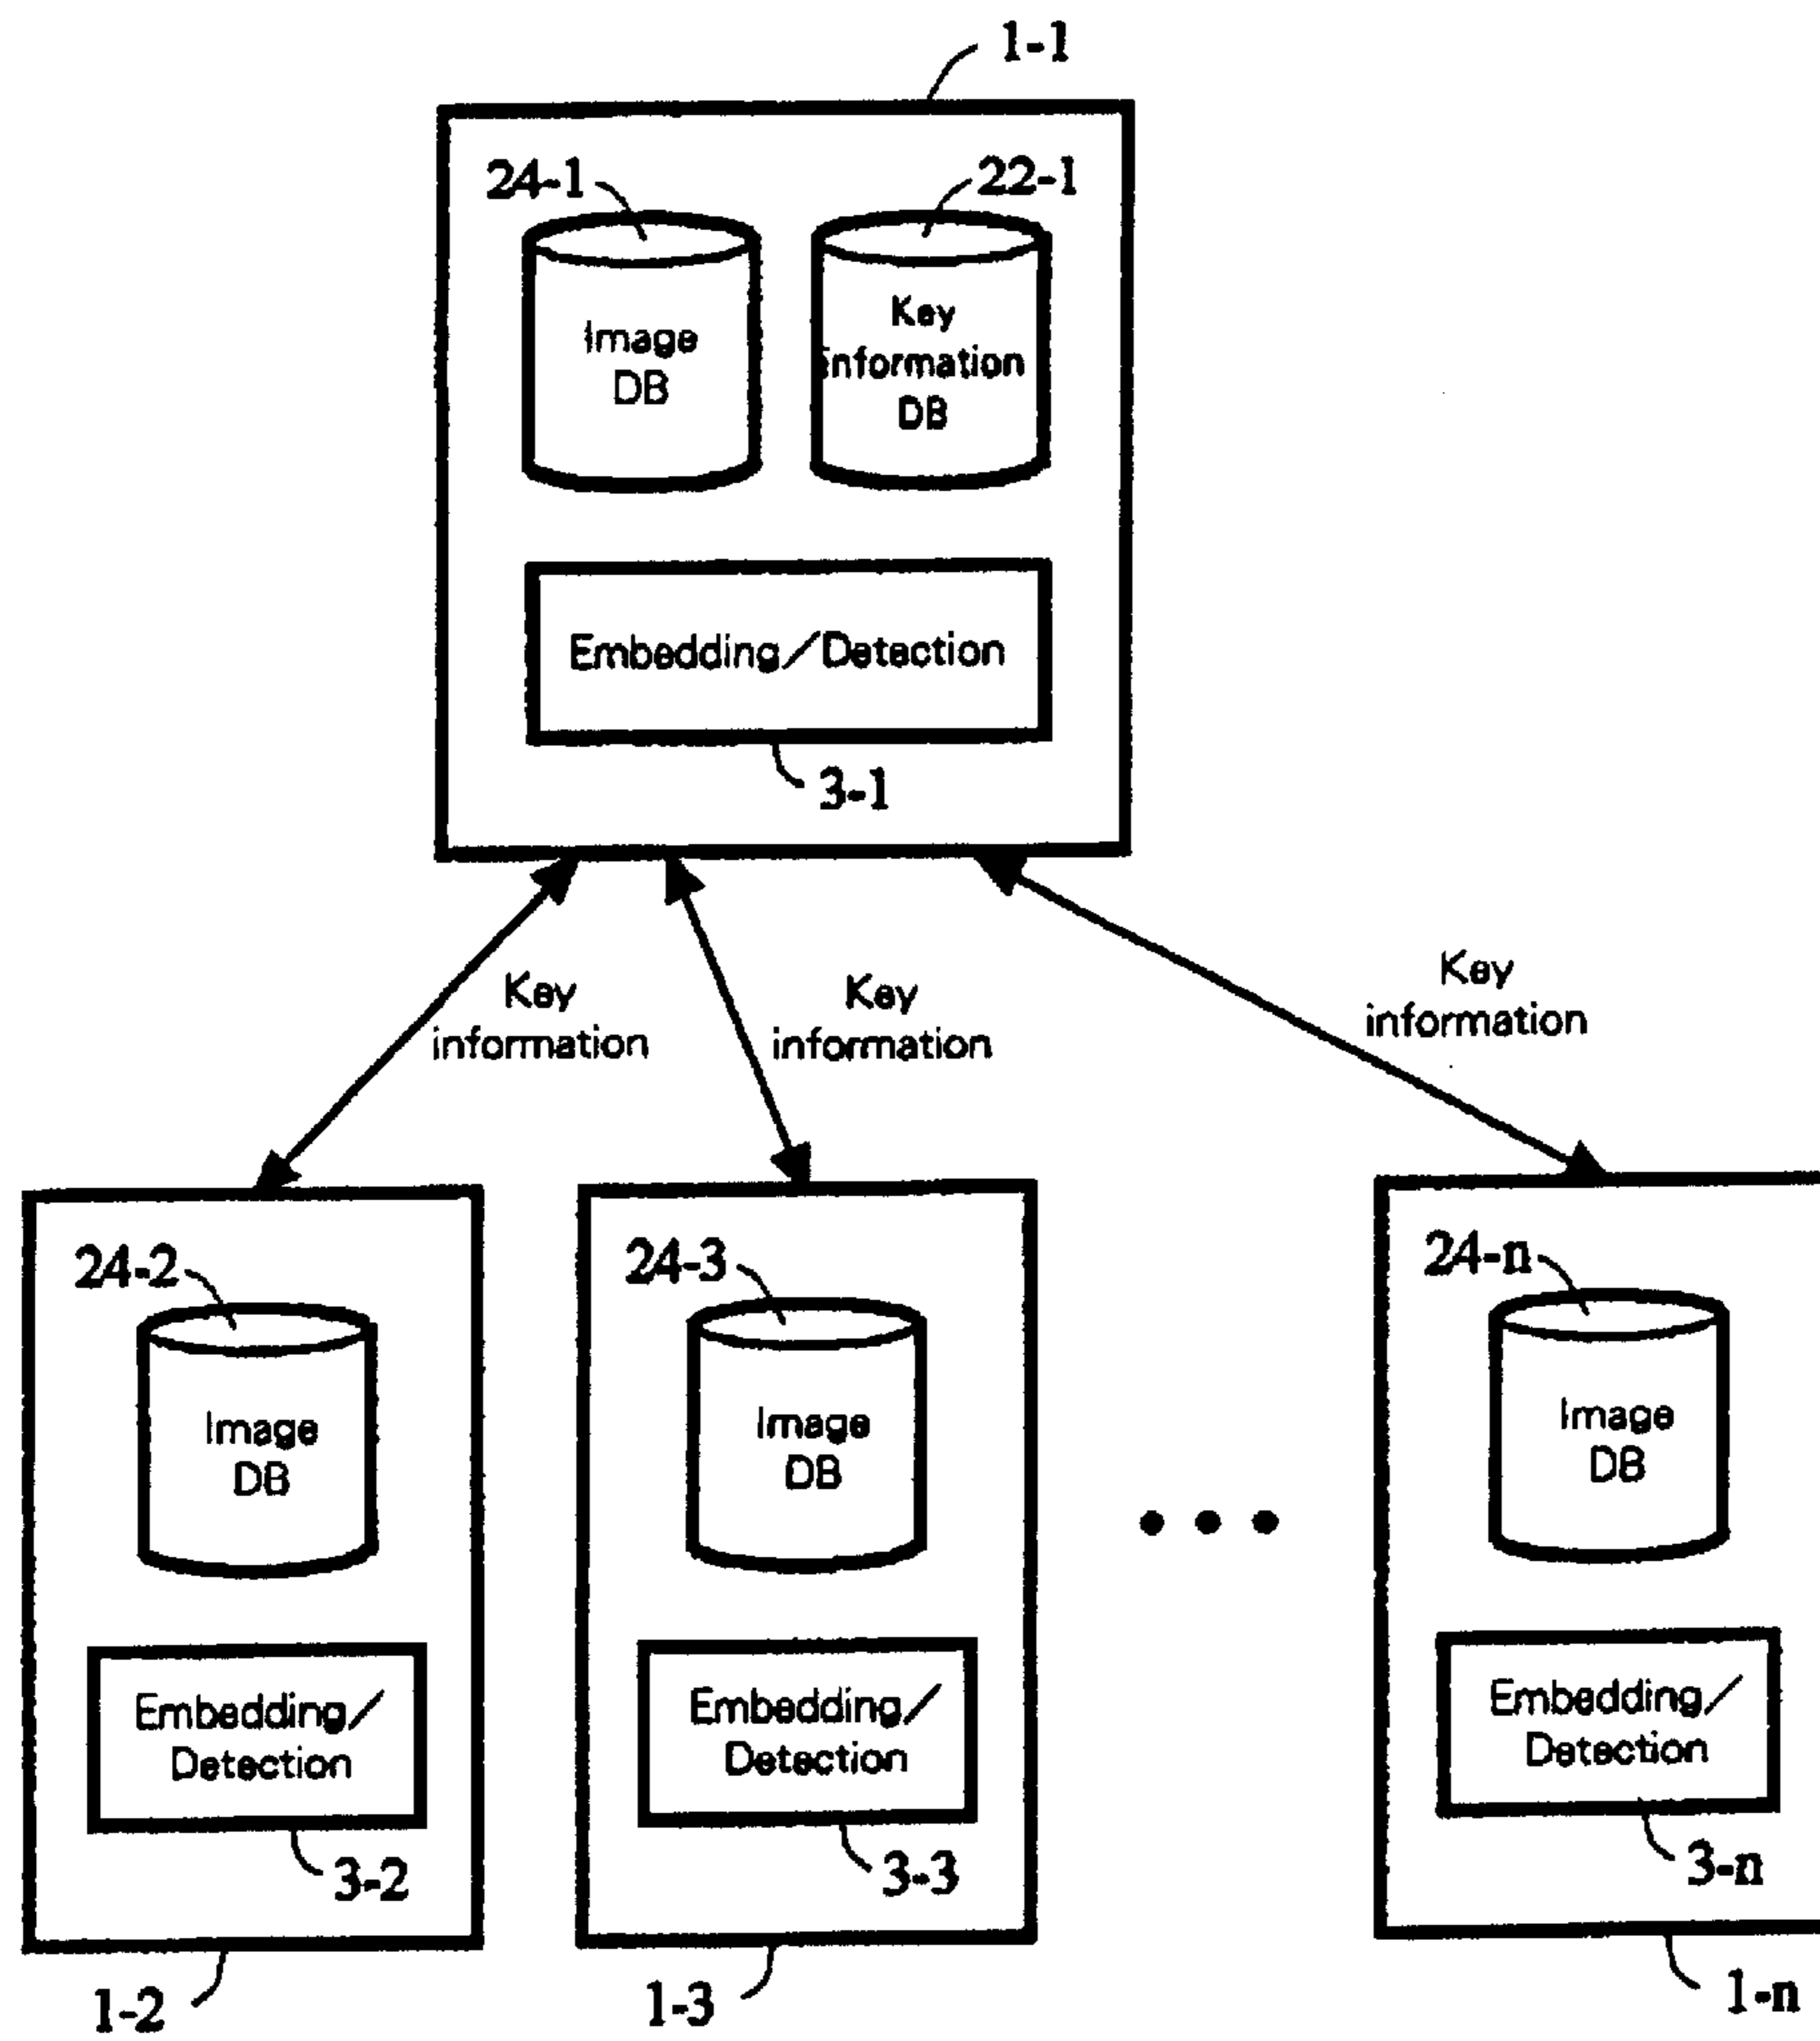 1-1
24-1
22-1
Image
DB
Key
Information
DB
Embedding/Detection
3-1
Key
information
Key
information
Key
information
24-2
24-3
24-n
Image
DB
Image
DB
Image
DB
Embedding/
Detection
Embedding/
Detection
Embedding/
Detection
3-2
3-3
3-n
1-2
1-3
1-n